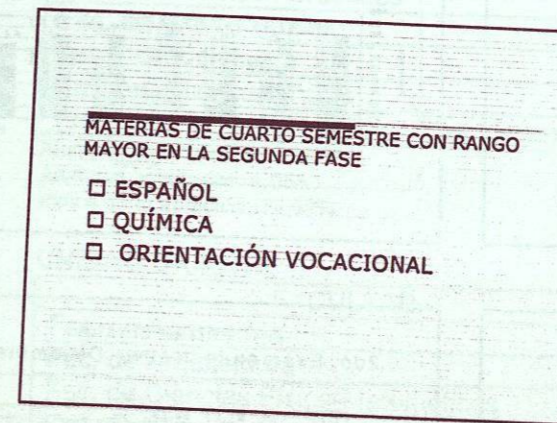 MATERIAS DE CUARTO SEMESTRE CON RANGO
MAYOR EN LA SEGUNDA FASE
☐ ESPAÑOL
☐ QUÍMICA
☐ ORIENTACIÓN VOCACIONAL